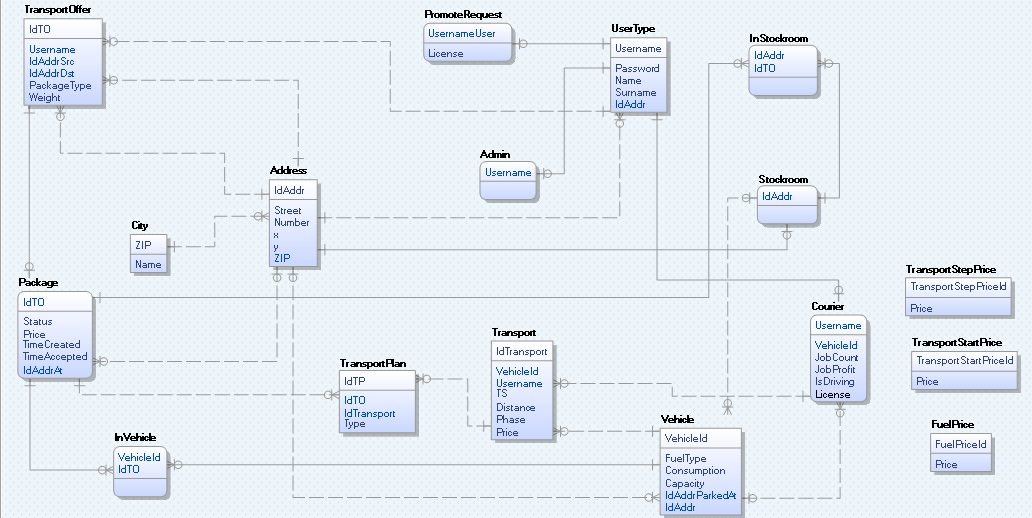 TransportOffer
IdTO
Username
IdAddrSrc
IdAddrDst
PackageType
Weight
PromoteRequest
UsernameUser
License
UserType
Username
Password
Name
Surname
IdAddr
InStockroom
IdAddr
IdTO
Admin
Username
Stockroom
IdAddr
Address
IdAddr
Street
Number
x
y
ZIP
City
ZIP
Name
Package
IdTO
Status
Price
TimeCreated
TimeAccepted
IdAddrAt
TransportPlan
IdTP
IdTO
IdTransport
Type
Transport
IdTransport
VehicleId
Username
TS
Distance
Phase
Price
Courier
Username
VehicleId
JobCount
JobProfit
IsDriving
License
TransportStepPrice
TransportStepPriceId
Price
TransportStartPrice
TransportStartPriceId
Price
FuelPrice
FuelPriceId
Price
InVehicle
VehicleId
IdTO
Vehicle
VehicleId
FuelType
Consumption
Capacity
IdAddrParkedAt
IdAddr